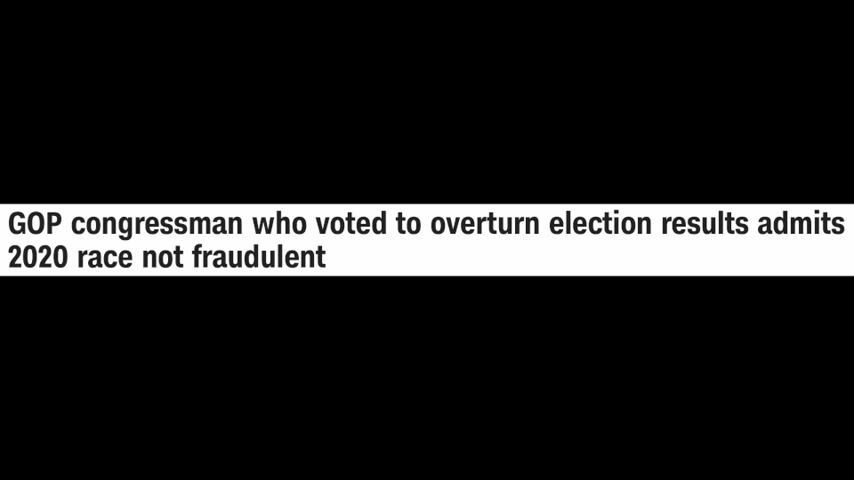 GOP congressman who voted to overturn election results admits
2020 race not fraudulent